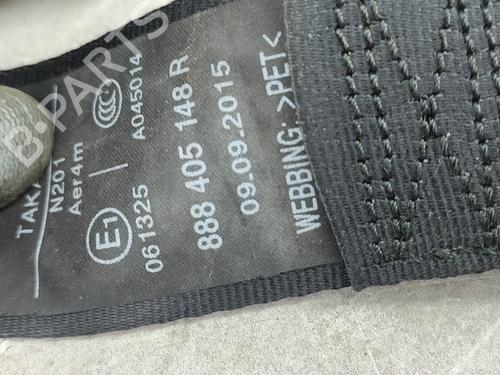 TAKA
N201
Aer4m
A045014
E1
061325
888 405 148 R
09.09.2015
WEBBING: >PET<
B-PARTS